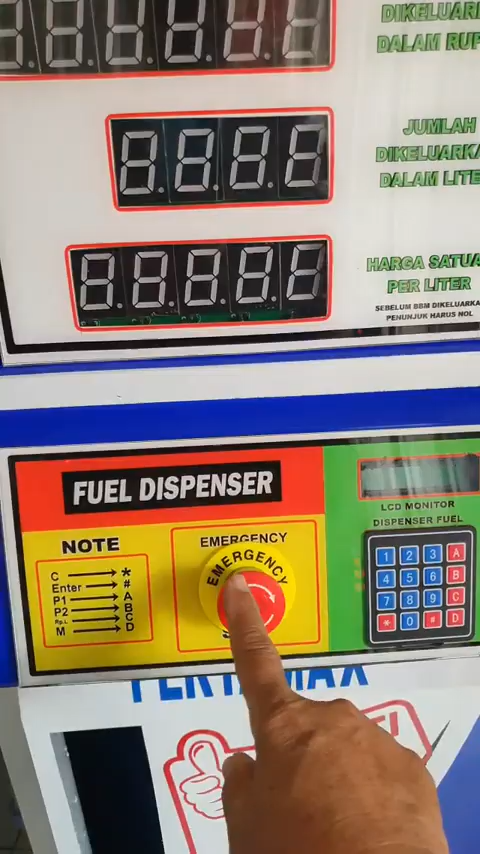 DIKELUAR
DALAM RUP
JUMLAH
DIKELUARKA
DALAM LITE
HARGA SATUA
PER LITER
SEBELUM BBM DIKELUARKA
PENUNJUK HARUS NOL
FUEL DISPENSER
NOTE
C *
Enter #
P1 A
P2 B
Rp.L C
M D
EMERGENCY
EMERGENCY
S
LCD MONITOR
DISPENSER FUEL
1 2 3 A
4 5 6 B
7 8 9 C
* 0 # D
PERTAMAX